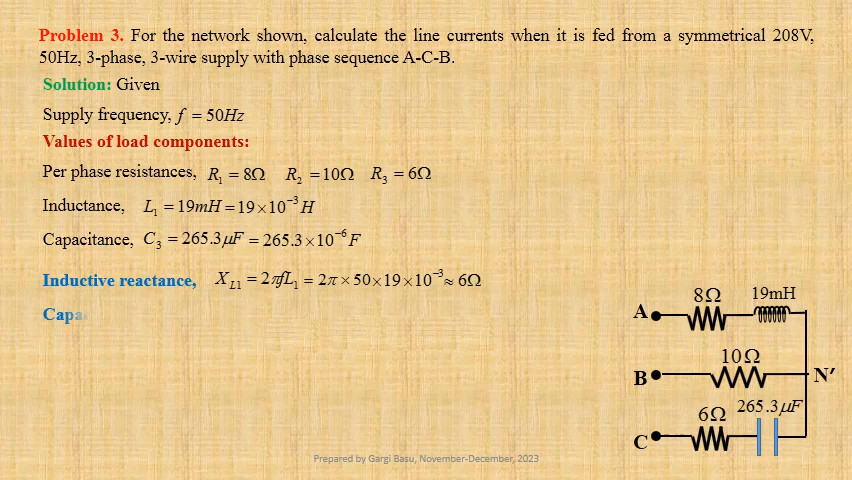 Problem 3. For the network shown, calculate the line currents when it is fed from a symmetrical 208V,
50Hz, 3-phase, 3-wire supply with phase sequence A-C-B.
Solution: Given
Supply frequency, f = 50Hz
Values of load components:
Per phase resistances, R₁ = 8Ω R₂ = 10Ω R₃ = 6Ω
Inductance, L₁ = 19mH = 19×10⁻³ H
Capacitance, C₃ = 265.3μF = 265.3×10⁻⁶ F
Inductive reactance, X_L1 = 2πfL₁ = 2π×50×19×10⁻³ ≈ 6Ω
Capa
8Ω 19mH
A
10Ω
B N′
6Ω 265.3μF
C
Prepared by Gargi Basu, November-December, 2023